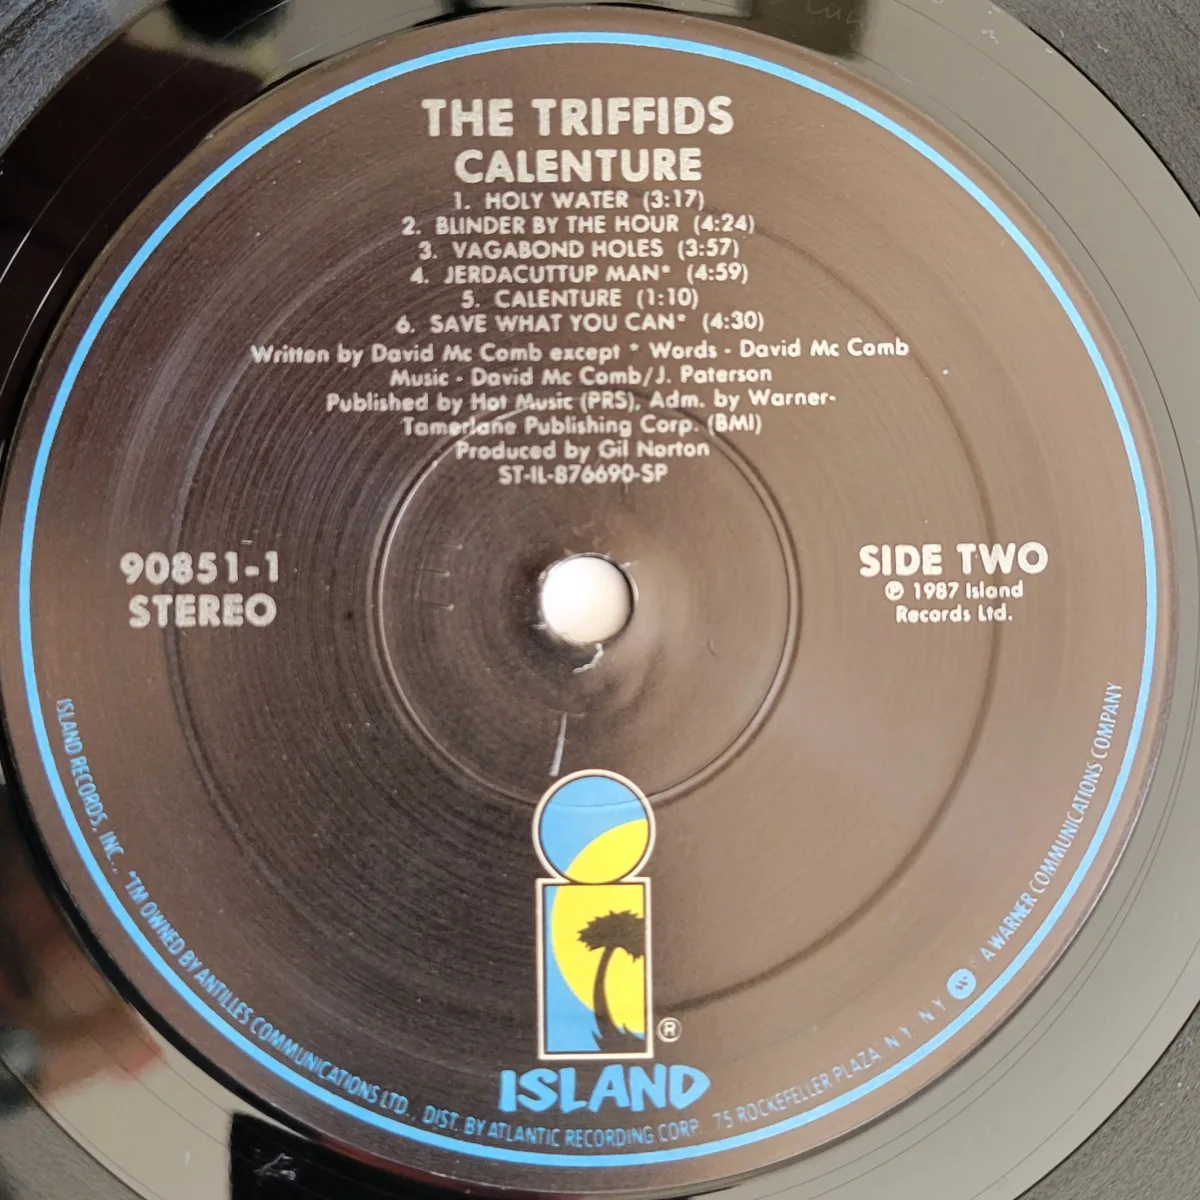 THE TRIFFIDS
CALENTURE
1. HOLY WATER (3:17)
2. BLINDER BY THE HOUR (4:24)
3. VAGABOND HOLES (3:57)
4. JERDACUTTUP MAN* (4:59)
5. CALENTURE (1:10)
6. SAVE WHAT YOU CAN* (4:30)
Written by David Mc Comb except * Words - David Mc Comb
Music - David Mc Comb/J. Paterson
Published by Hot Music (PRS), Adm. by Warner-
Tamerlane Publishing Corp. (BMI)
Produced by Gil Norton
ST-IL-876690-SP
90851-1
STEREO
SIDE TWO
℗ 1987 Island
Records Ltd.
®
ISLAND
ISLAND RECORDS, INC., *TM OWNED BY ANTILLES COMMUNICATIONS LTD., DIST. BY ATLANTIC RECORDING CORP. 75 ROCKEFELLER PLAZA, N.Y. N.Y. A WARNER COMMUNICATIONS COMPANY